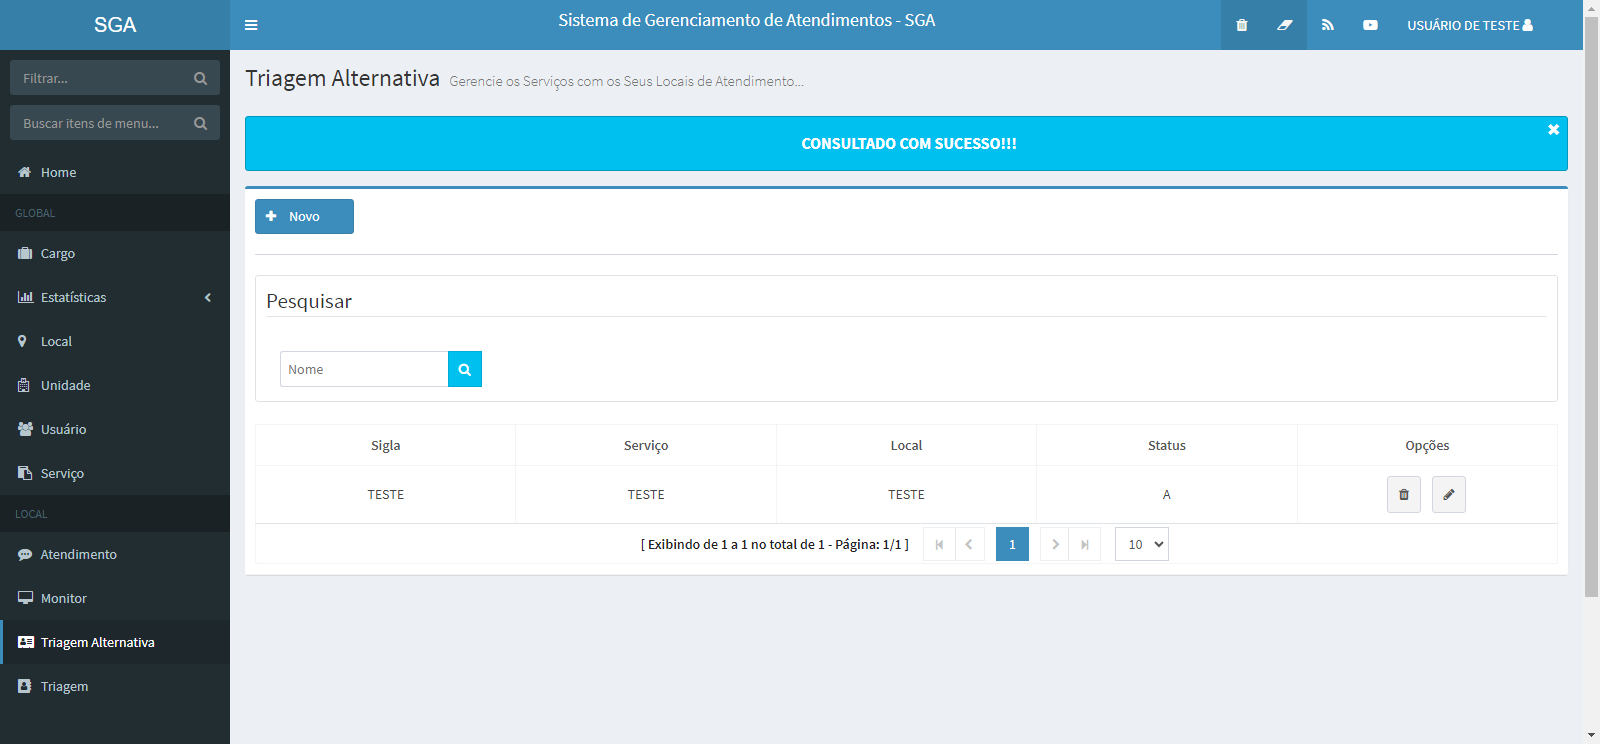 SGA
Sistema de Gerenciamento de Atendimentos - SGA
USUÁRIO DE TESTE
Filtrar...
Buscar itens de menu...
Home
GLOBAL
Cargo
Estatísticas
Local
Unidade
Usuário
Serviço
LOCAL
Atendimento
Monitor
Triagem Alternativa
Triagem
Triagem Alternativa Gerencie os Serviços com os Seus Locais de Atendimento...
CONSULTADO COM SUCESSO!!!
Novo
Pesquisar
Nome
Sigla Serviço Local Status Opções
TESTE TESTE TESTE A
[ Exibindo de 1 a 1 no total de 1 - Página: 1/1 ] 1 10